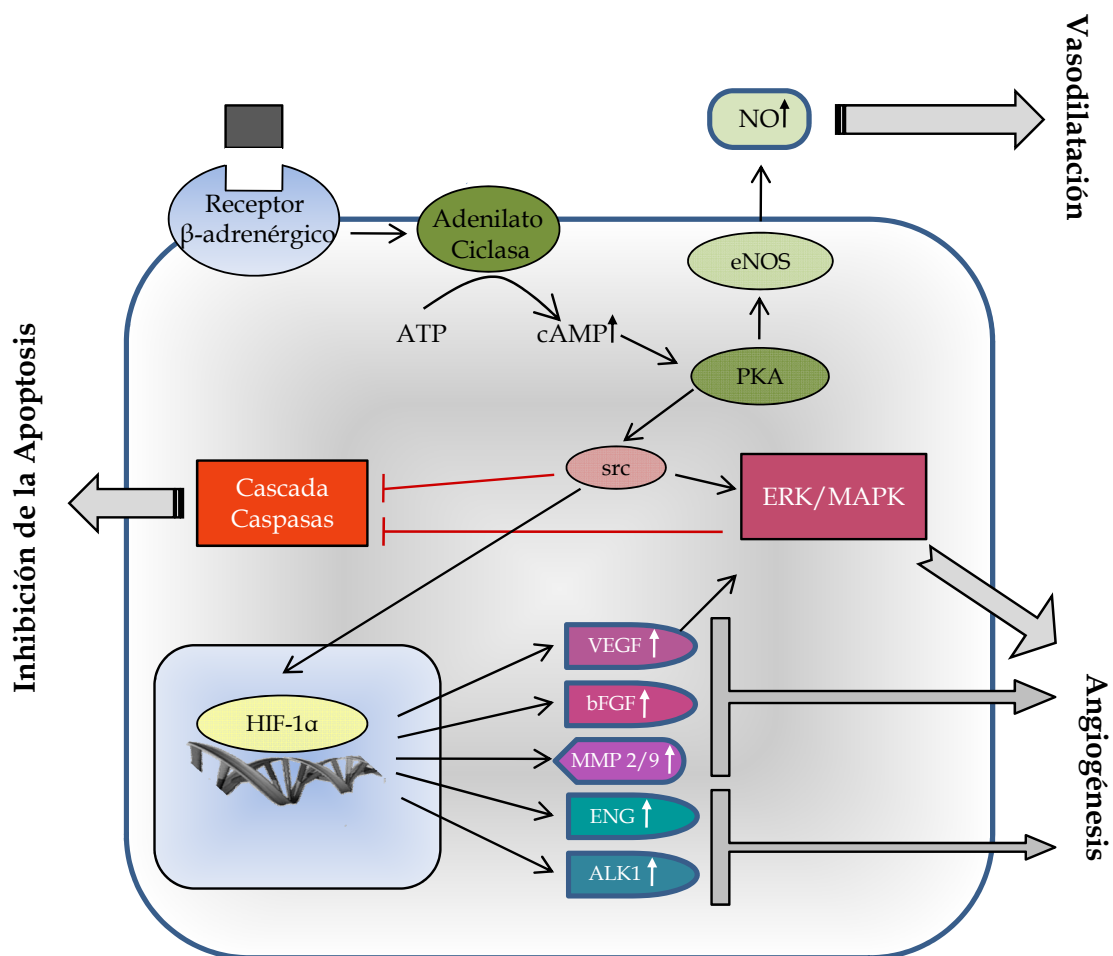 Vasodilatación
NO
Receptor
β-adrenérgico
Adenilato
Ciclasa
eNOS
ATP
cAMP
PKA
Inhibición de la Apoptosis
src
Cascada
Caspasas
ERK/MAPK
VEGF
HIF-1α
bFGF
MMP 2/9
ENG
ALK1
Angiogénesis